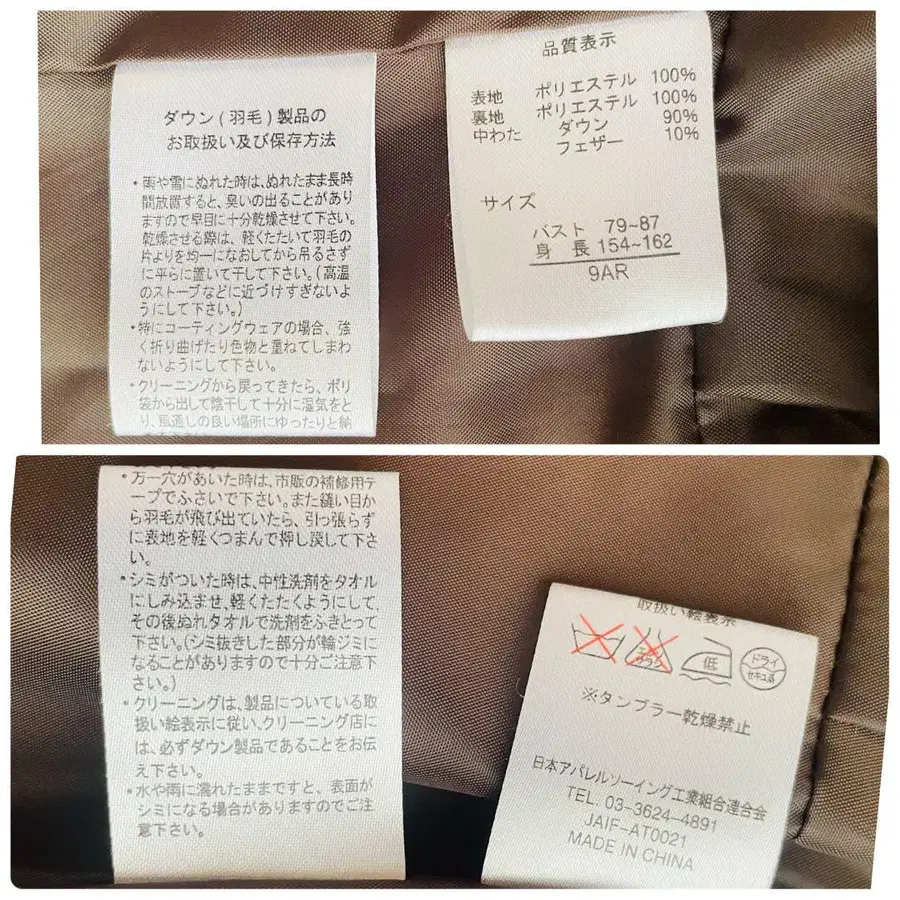 ダウン(羽毛)製品の
お取扱い及び保存方法
・雨や雪にぬれた時は、ぬれたまま長時
間放置すると、臭いの出ることがあり
ますので早目に十分乾燥させて下さい。
乾燥させる際は、軽くたたいて羽毛の
片よりを均一になおしてから吊るさず
に平らに置いて干して下さい。(高温
のストーブなどに近づけすぎないよ
うにして下さい。)
・特にコーティングウェアの場合、強
く折り曲げたり色物と重ねてしまわ
ないようにして下さい。
・クリーニングから戻ってきたら、ポリ
袋から出して陰干して十分に湿気をと
り、風通しの良い場所にゆったりと納
品質表示
表地 ポリエステル 100%
裏地 ポリエステル 100%
中わた ダウン 90%
フェザー 10%
サイズ
バスト 79~87
身長 154~162
9AR
・万一穴があいた時は、市販の補修用テ
ープでふさいで下さい。また縫い目か
ら羽毛が飛び出ていたら、引っ張らず
に表地を軽くつまんで押し戻して下さ
い。
・シミがついた時は、中性洗剤をタオル
にしみ込ませ、軽くたたくようにして、
その後ぬれタオルで洗剤をふきとって
下さい。(シミ抜きした部分が輪ジミに
なることがありますので十分ご注意下
さい。)
・クリーニングは、製品についている取
扱い絵表示に従い、クリーニング店に
は、必ずダウン製品であることをお伝
え下さい。
・水や雨に濡れたままですと、表面が
シミになる場合がありますのでご注
意下さい。
取扱い絵表示
エンソ
サラシ
低
ドライ
セキユ系
※タンブラー乾燥禁止
日本アパレルソーイング工業組合連合会
TEL. 03-3624-4891
JAIF-AT0021
MADE IN CHINA